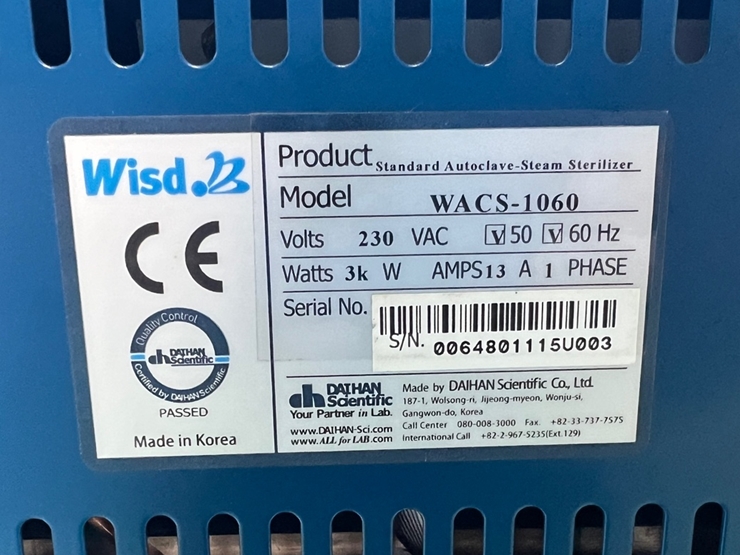 Wisd.
CE
Quality Control
dh DAIHAN Scientific
Certified by DAIHAN Scientific
PASSED
Made in Korea
Product Standard Autoclave-Steam Sterilizer
Model WACS-1060
Volts 230 VAC V 50 V 60 Hz
Watts 3k W AMPS 13 A 1 PHASE
Serial No.
S/N. 0064801115U003
dh DAIHAN Scientific
Your Partner in Lab.
www.DAIHAN-Sci.com
www.ALL for LAB.com
Made by DAIHAN Scientific Co., Ltd.
187-1, Wolsong-ri, Jijeong-myeon, Wonju-si,
Gangwon-do, Korea
Call Center 080-008-3000 Fax. +82-33-737-7575
International Call +82-2-967-5235(Ext.129)